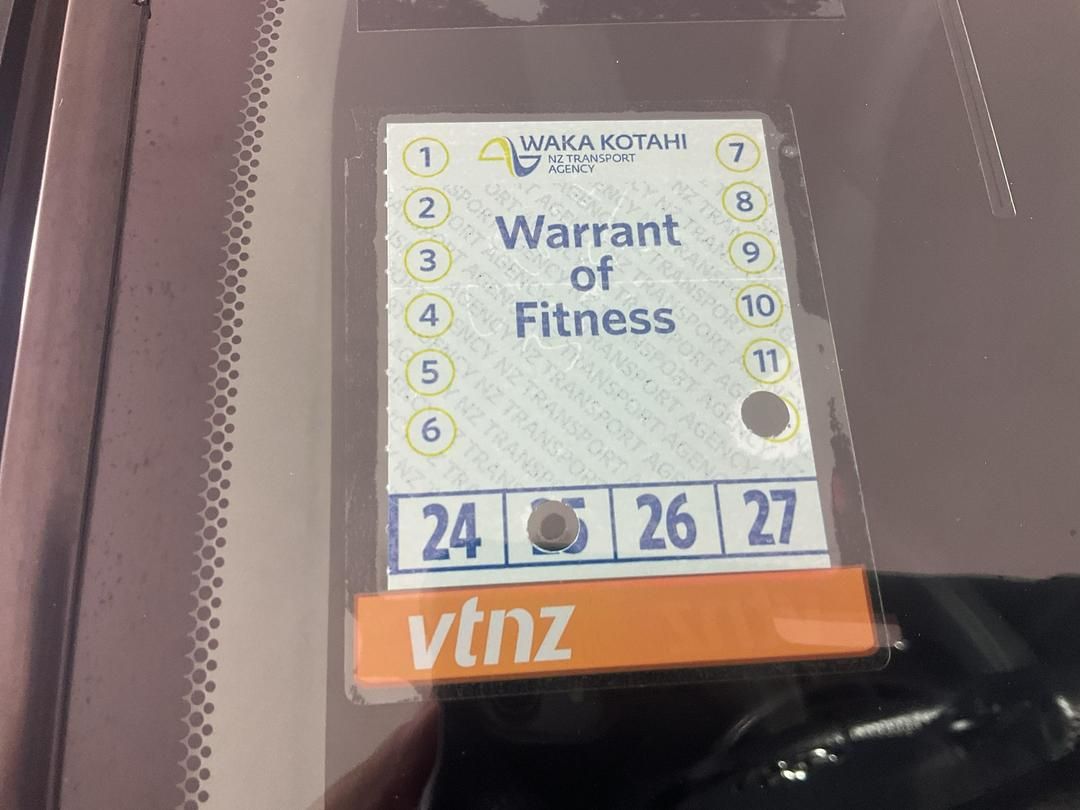 WAKA KOTAHI
NZ TRANSPORT
AGENCY
1
2
3
4
5
6
7
8
9
10
11
Warrant
of
Fitness
24 26 27
vtnz